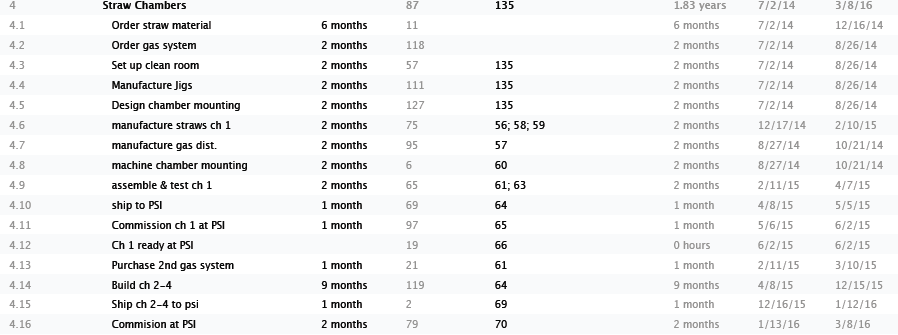 4 Straw Chambers 87 135 1.83 years 7/2/14 3/8/16
4.1 Order straw material 6 months 11 6 months 7/2/14 12/16/14
4.2 Order gas system 2 months 118 2 months 7/2/14 8/26/14
4.3 Set up clean room 2 months 57 135 2 months 7/2/14 8/26/14
4.4 Manufacture Jigs 2 months 111 135 2 months 7/2/14 8/26/14
4.5 Design chamber mounting 2 months 127 135 2 months 7/2/14 8/26/14
4.6 manufacture straws ch 1 2 months 75 56; 58; 59 2 months 12/17/14 2/10/15
4.7 manufacture gas dist. 2 months 95 57 2 months 8/27/14 10/21/14
4.8 machine chamber mounting 2 months 6 60 2 months 8/27/14 10/21/14
4.9 assemble & test ch 1 2 months 65 61; 63 2 months 2/11/15 4/7/15
4.10 ship to PSI 1 month 69 64 1 month 4/8/15 5/5/15
4.11 Commission ch 1 at PSI 1 month 97 65 1 month 5/6/15 6/2/15
4.12 Ch 1 ready at PSI 19 66 0 hours 6/2/15 6/2/15
4.13 Purchase 2nd gas system 1 month 21 61 1 month 2/11/15 3/10/15
4.14 Build ch 2-4 9 months 119 64 9 months 4/8/15 12/15/15
4.15 Ship ch 2-4 to psi 1 month 2 69 1 month 12/16/15 1/12/16
4.16 Commision at PSI 2 months 79 70 2 months 1/13/16 3/8/16